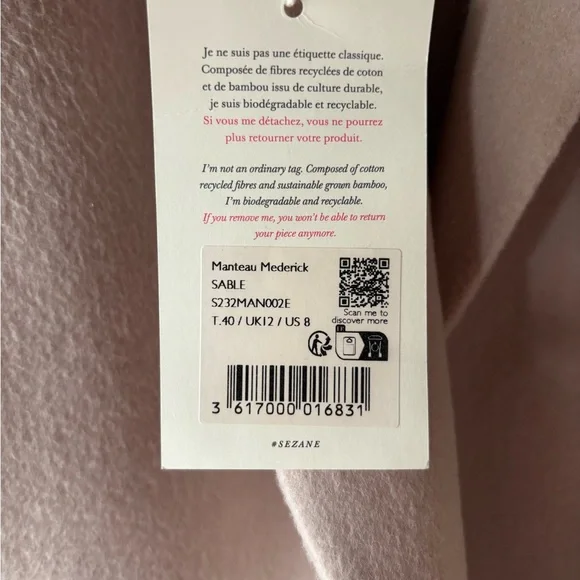 Je ne suis pas une étiquette classique.
Composée de fibres recyclées de coton
et de bambou issu de culture durable,
je suis biodégradable et recyclable.
Si vous me détachez, vous ne pourrez
plus retourner votre produit.
I'm not an ordinary tag. Composed of cotton
recycled fibres and sustainable grown bamboo,
I'm biodegradable and recyclable.
If you remove me, you won't be able to return
your piece anymore.
Manteau Mederick
SABLE
S232MAN002E
T.40 / UK12 / US 8
Scan me to
discover more
3 617000 016831
#SEZANE